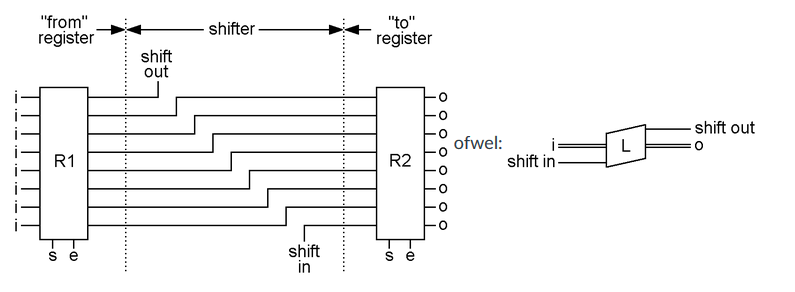 "from"
register
shifter
"to"
register
shift
out
i
i
i
i
i
i
i
i
R1
s e
R2
s e
o
o
o
o
o
o
o
o
shift
in
ofwel:
i
shift in
L
shift out
o